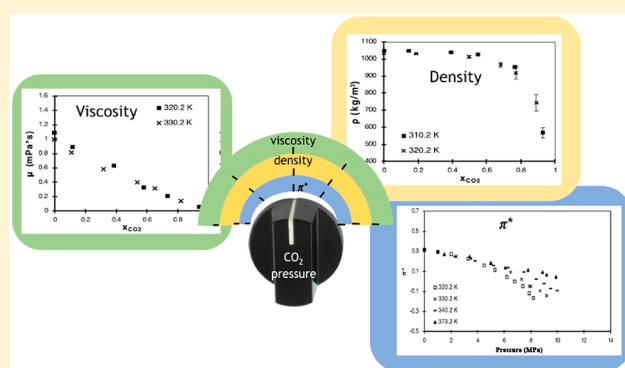 Viscosity
■ 320.2 K
× 330.2 K
μ (mPa*s)
1.6
1.4
1.2
1
0.8
0.6
0.4
0.2
0
0 0.2 0.4 0.6 0.8
xCO2
Density
ρ (kg/m³)
1100
1000
900
800
700
600
500
400
■ 310.2 K
× 320.2 K
0 0.2 0.4 0.6 0.8 1
xCO2
viscosity
density
π*
CO2
pressure
π*
π*
0.7
0.5
0.3
0.1
-0.1
-0.3
-0.5
□ 320.2 K
× 330.2 K
- 340.2 K
▲ 373.2 K
0 2 4 6 8 10 12 14
Pressure (MPa)